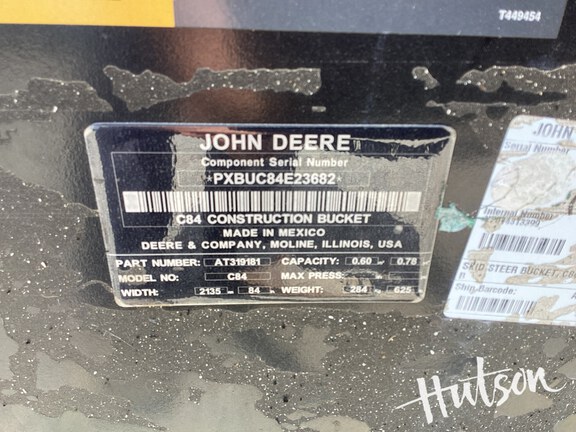 T449454
JOHN DEERE
Component Serial Number
*PXBUC84E23682*
C84 CONSTRUCTION BUCKET
MADE IN MEXICO
DEERE & COMPANY, MOLINE, ILLINOIS, USA
PART NUMBER: AT319181 CAPACITY: 0.60 0.78
MODEL NO: C84 MAX PRESS:
WIDTH: 2135 84 WEIGHT: 284 625
JOHN
Serial Number
Internal Number
SKID STEER BUCKET,
Ship Barcode:
Hutson